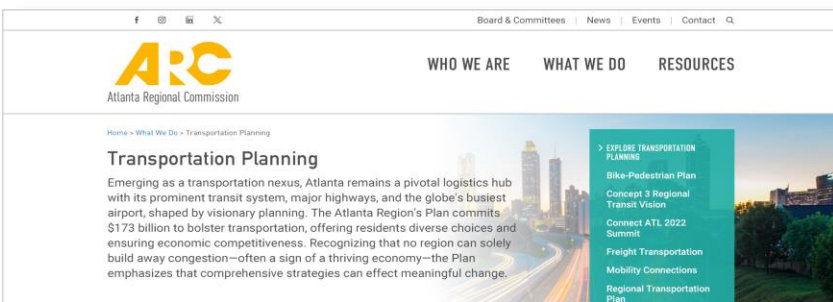 Board & Committees | News | Events | Contact
ARC
Atlanta Regional Commission
WHO WE ARE WHAT WE DO RESOURCES
Home » What We Do » Transportation Planning
Transportation Planning
Emerging as a transportation nexus, Atlanta remains a pivotal logistics hub
with its prominent transit system, major highways, and the globe's busiest
airport, shaped by visionary planning. The Atlanta Region's Plan commits
$173 billion to bolster transportation, offering residents diverse choices and
ensuring economic competitiveness. Recognizing that no region can solely
build away congestion—often a sign of a thriving economy—the Plan
emphasizes that comprehensive strategies can effect meaningful change.
> EXPLORE TRANSPORTATION
PLANNING
Bike-Pedestrian Plan
Concept 3 Regional
Transit Vision
Connect ATL 2022
Summit
Freight Transportation
Mobility Connections
Regional Transportation
Plan